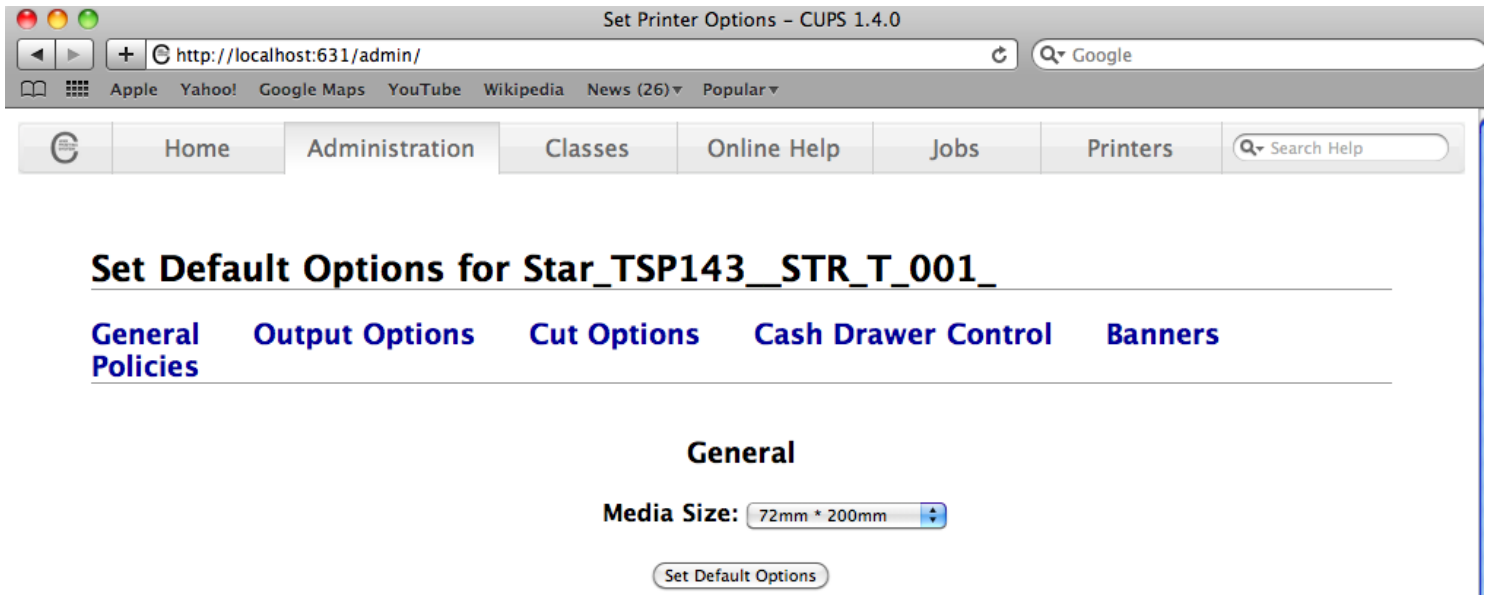 Set Printer Options – CUPS 1.4.0
http://localhost:631/admin/
Google
Apple Yahoo! Google Maps YouTube Wikipedia News (26) Popular
Home Administration Classes Online Help Jobs Printers Search Help
Set Default Options for Star_TSP143__STR_T_001_
General Output Options Cut Options Cash Drawer Control Banners
Policies
General
Media Size: 72mm * 200mm
Set Default Options